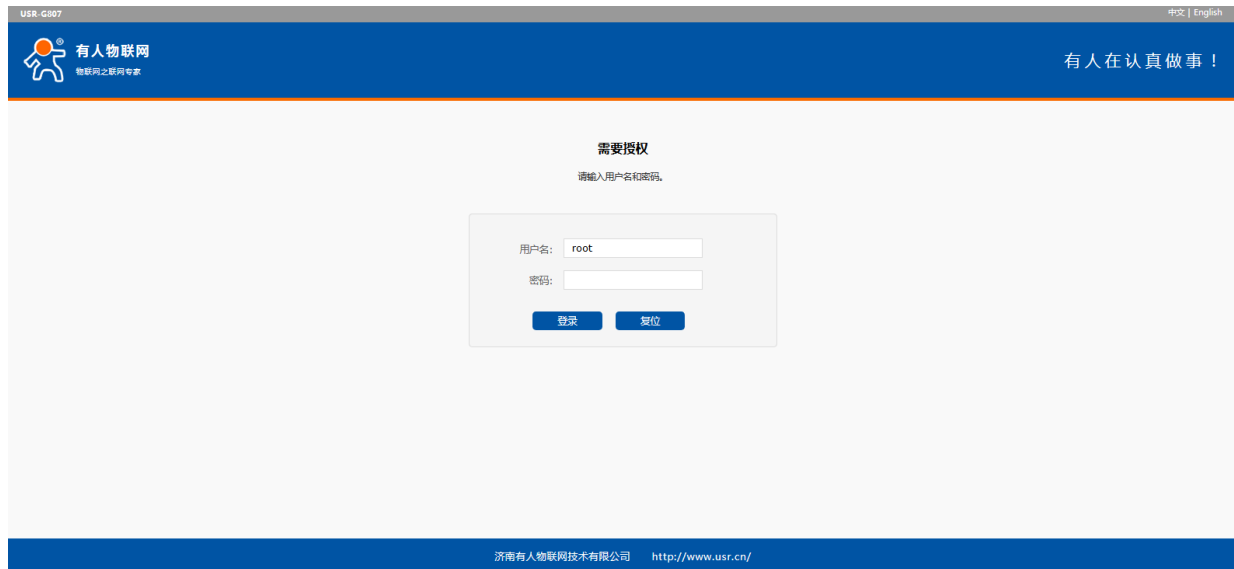 USR-G807
中文 | English
®
有人物联网
物联网之联网专家
有人在认真做事！
需要授权
请输入用户名和密码。
用户名: root
密码:
登录 复位
济南有人物联网技术有限公司 http://www.usr.cn/